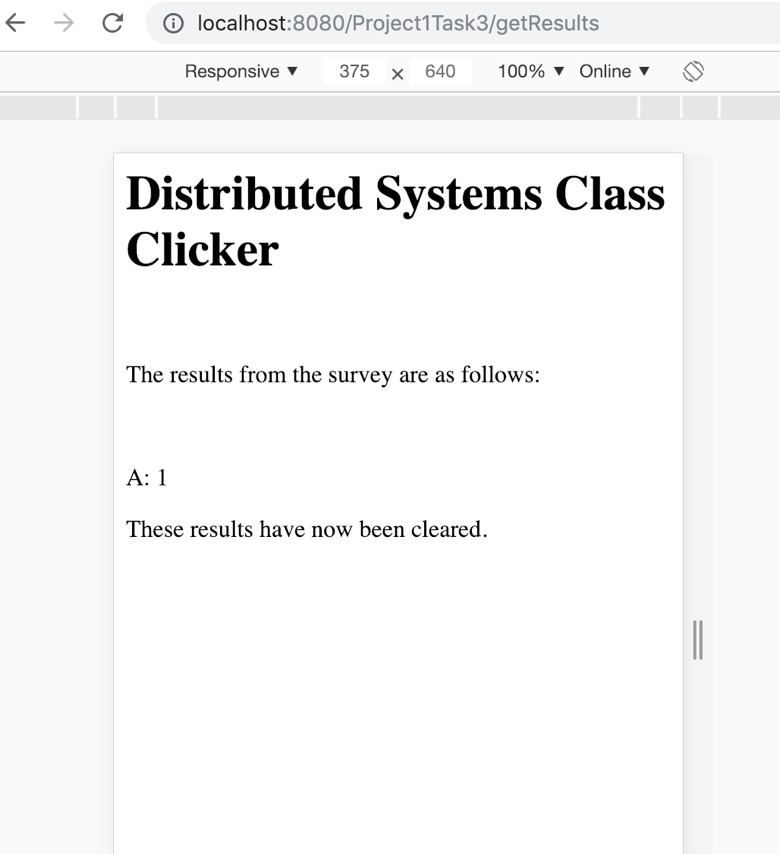 localhost:8080/Project1Task3/getResults
Responsive ▼ 375 × 640 100% ▼ Online ▼
Distributed Systems Class
Clicker
The results from the survey are as follows:
A: 1
These results have now been cleared.